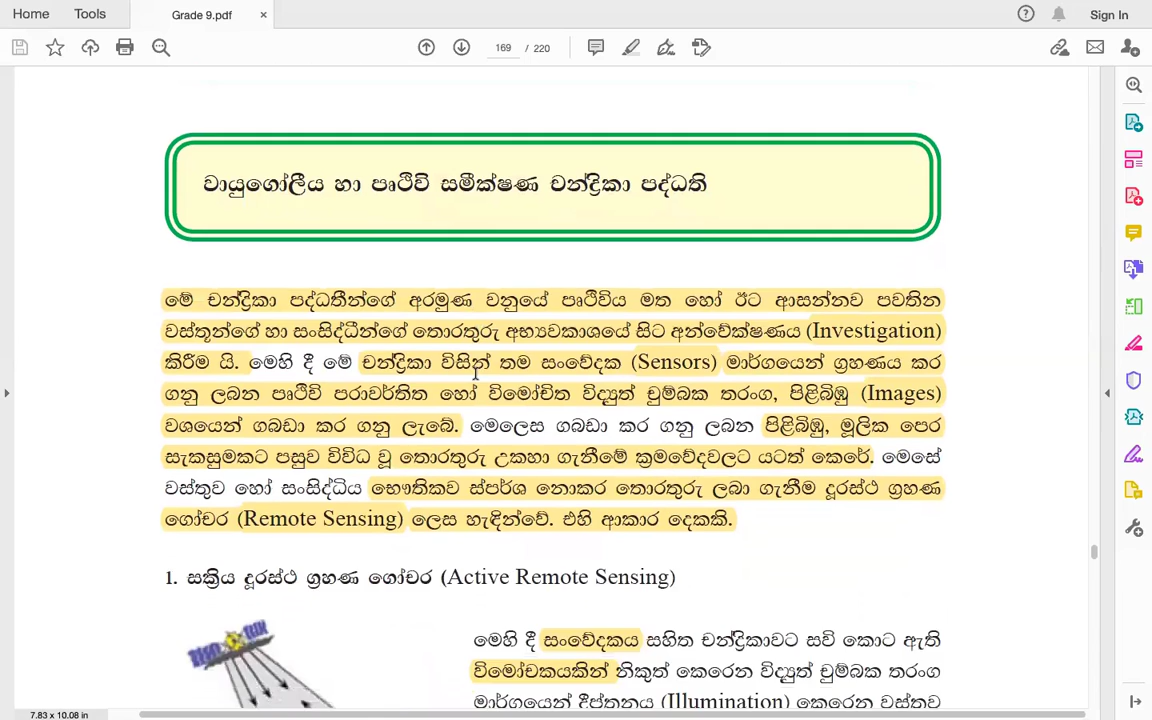 Home Tools Grade 9.pdf × Sign In
169 / 220
වායුගෝලීය හා පෘථිවි සමීක්ෂණ චන්ද්‍රිකා පද්ධති
මේ චන්ද්‍රිකා පද්ධතීන්ගේ අරමුණ වනුයේ පෘථිවිය මත හෝ ඊට ආසන්නව පවතින
වස්තූන්ගේ හා සංසිද්ධීන්ගේ තොරතුරු අභ්‍යවකාශයේ සිට අන්වේක්ෂණය (Investigation)
කිරීම යි. මෙහි දී මේ චන්ද්‍රිකා විසින් තම සංවේදක (Sensors) මාර්ගයෙන් ග්‍රහණය කර
ගනු ලබන පෘථිවි පරාවර්තිත හෝ විමෝචිත විද්‍යුත් චුම්බක තරංග, පිළිබිඹු (Images)
වශයෙන් ගබඩා කර ගනු ලැබේ. මෙලෙස ගබඩා කර ගනු ලබන පිළිබිඹු, මූලික පෙර
සැකසුමකට පසුව විවිධ වූ තොරතුරු උකහා ගැනීමේ ක්‍රමවේදවලට යටත් කෙරේ. මෙසේ
වස්තුව හෝ සංසිද්ධිය භෞතිකව ස්පර්ශ නොකර තොරතුරු ලබා ගැනීම දූරස්ථ ග්‍රහණ
ගෝචර (Remote Sensing) ලෙස හැඳින්වේ. එහි ආකාර දෙකකි.
1. සක්‍රිය දූරස්ථ ග්‍රහණ ගෝචර (Active Remote Sensing)
මෙහි දී සංවේදකය සහිත චන්ද්‍රිකාවට සවි කොට ඇති
විමෝචකයකින් නිකුත් කෙරෙන විද්‍යුත් චුම්බක තරංග
මාර්ගයෙන් දීප්තනය (Illumination) කෙරෙන වස්තුව
7.83 x 10.08 in